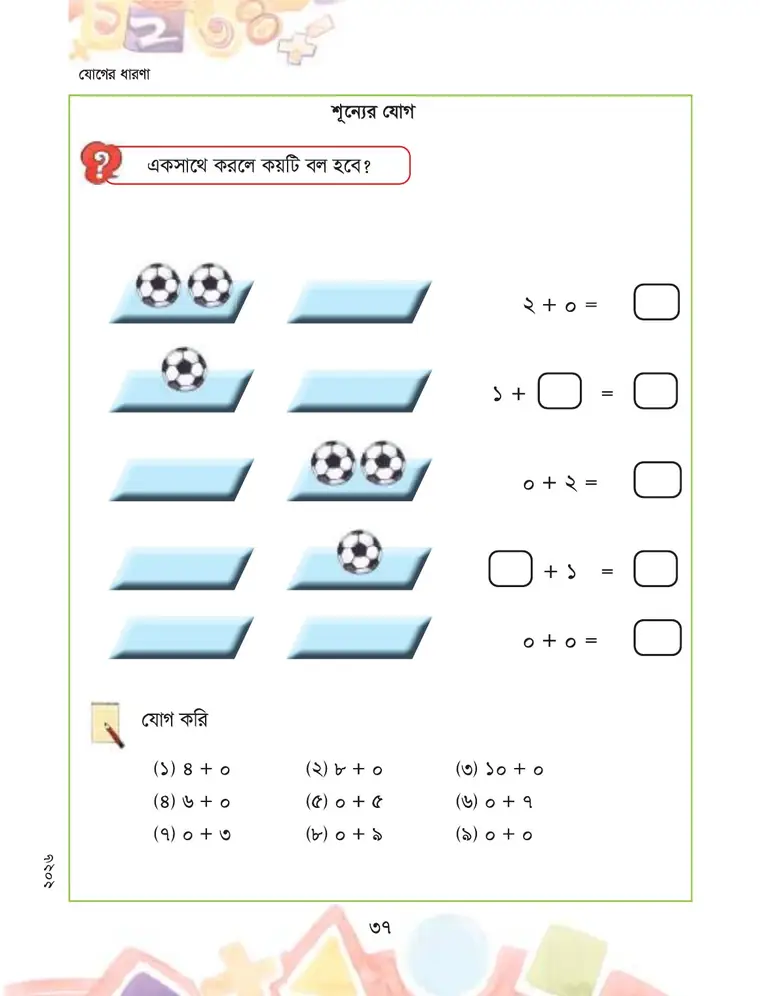 যোগের ধারণা
শূন্যের যোগ
একসাথে করলে কয়টি বল হবে?
২ + ০ =
১ + =
০ + ২ =
+ ১ =
০ + ০ =
যোগ করি
(১) ৪ + ০ (২) ৮ + ০ (৩) ১০ + ০
(৪) ৬ + ০ (৫) ০ + ৫ (৬) ০ + ৭
(৭) ০ + ৩ (৮) ০ + ৯ (৯) ০ + ০
২০২৬
৩৭